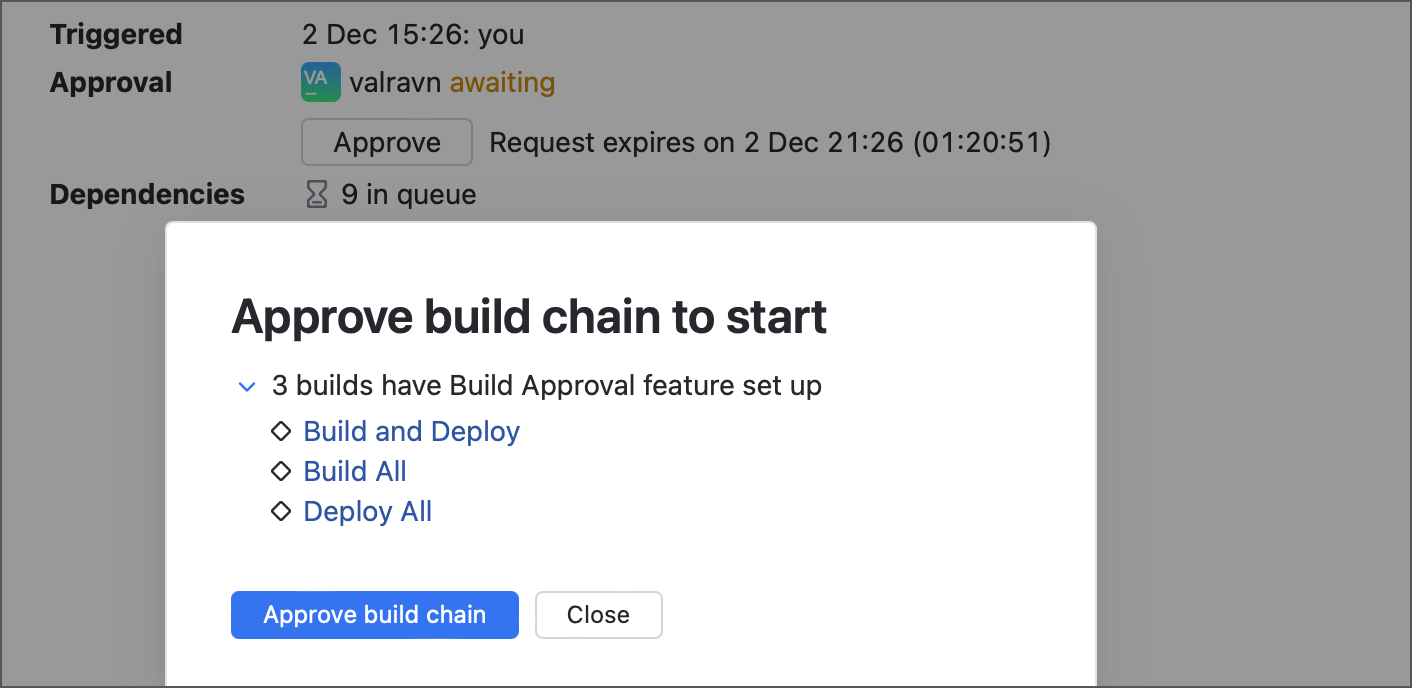 Triggered 2 Dec 15:26: you
Approval VA valravn awaiting
Approve Request expires on 2 Dec 21:26 (01:20:51)
Dependencies 9 in queue
Approve build chain to start
3 builds have Build Approval feature set up
Build and Deploy
Build All
Deploy All
Approve build chain Close